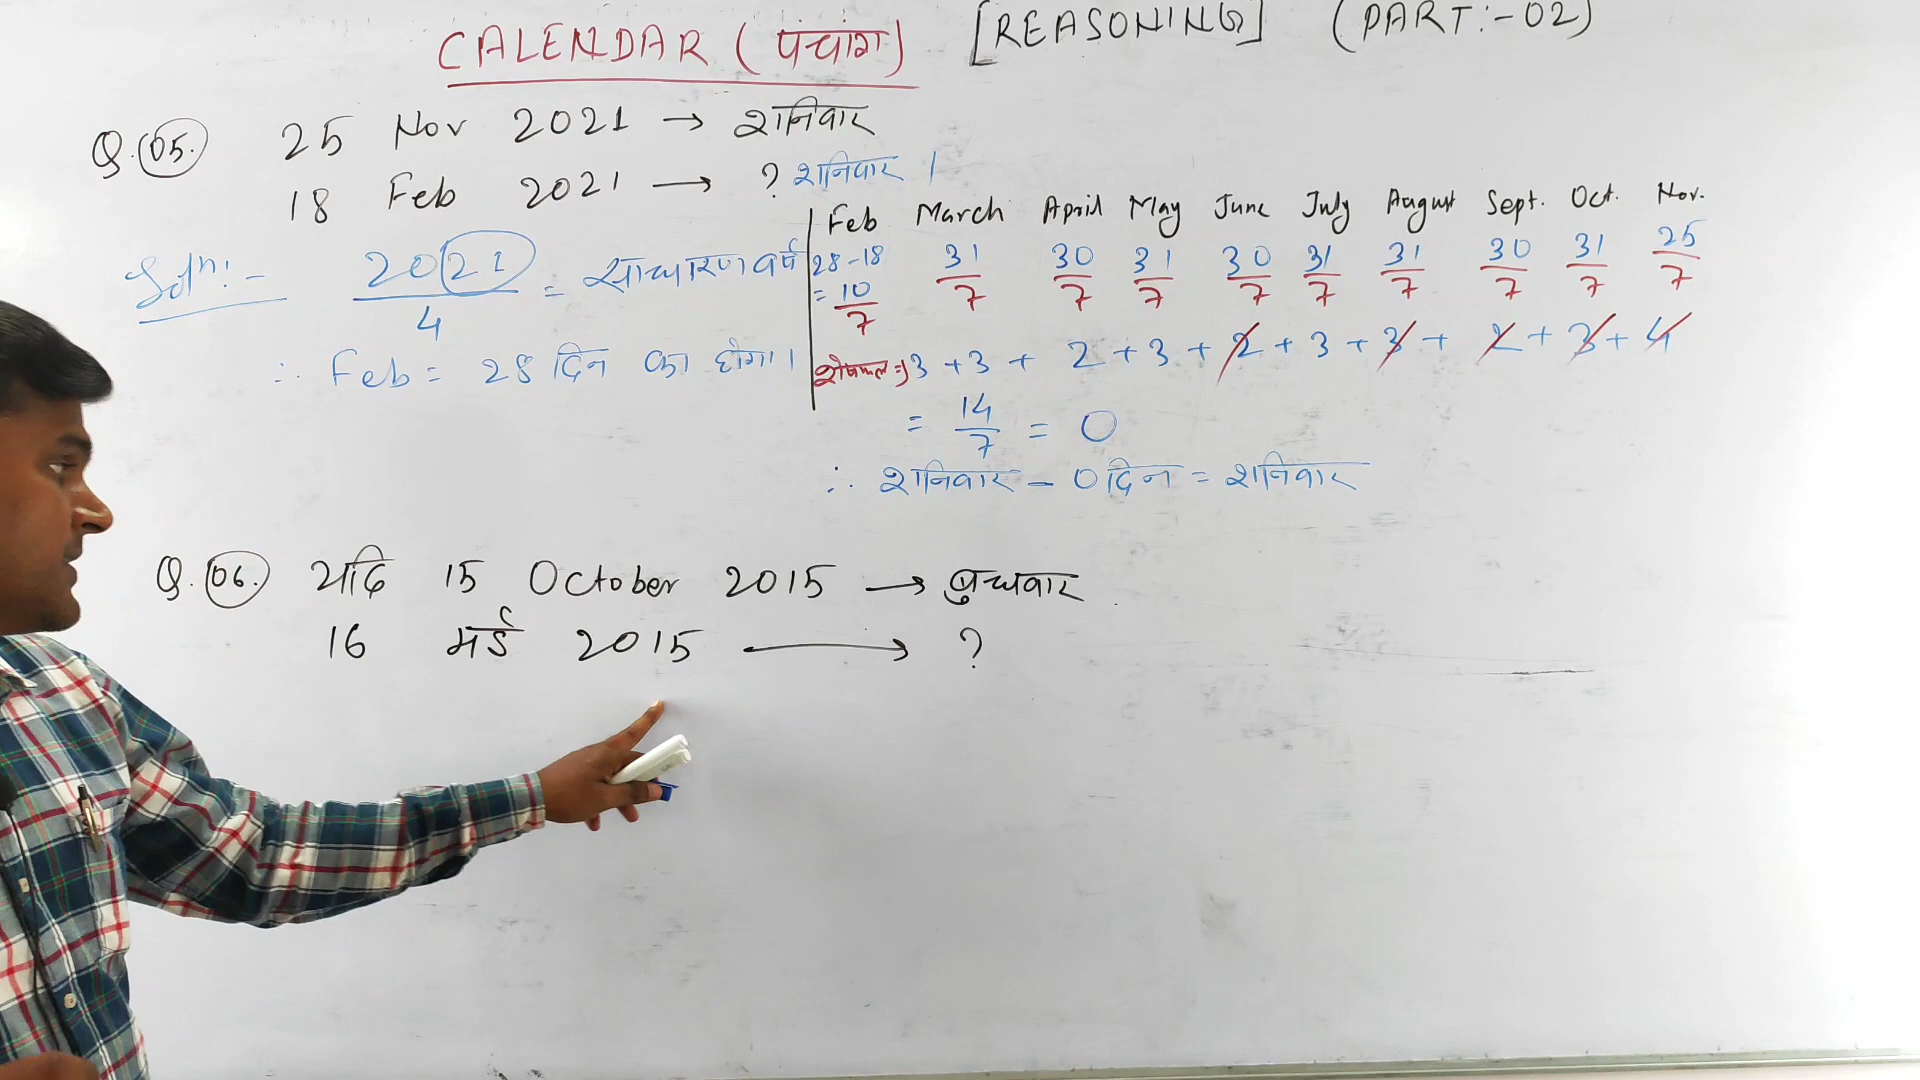 CALENDAR (पंचांग) [REASONING] (PART:-02)
Q.05. 25 Nov 2021 → शनिवार
18 Feb 2021 → ? शनिवार |
Soln:- 2021/4 = साधारण वर्ष
∴ Feb = 28 दिन का होगा।
Feb March April May June July August Sept. Oct. Nov.
28-18 31/7 30/7 31/7 30/7 31/7 31/7 30/7 31/7 25/7
= 10/7
शेषफल => 3 + 3 + 2 + 3 + 2 + 3 + 3 + 2 + 3 + 4
= 14/7 = 0
∴ शनिवार - 0 दिन = शनिवार
Q.06. यदि 15 October 2015 → बुधवार
16 मई 2015 → ?